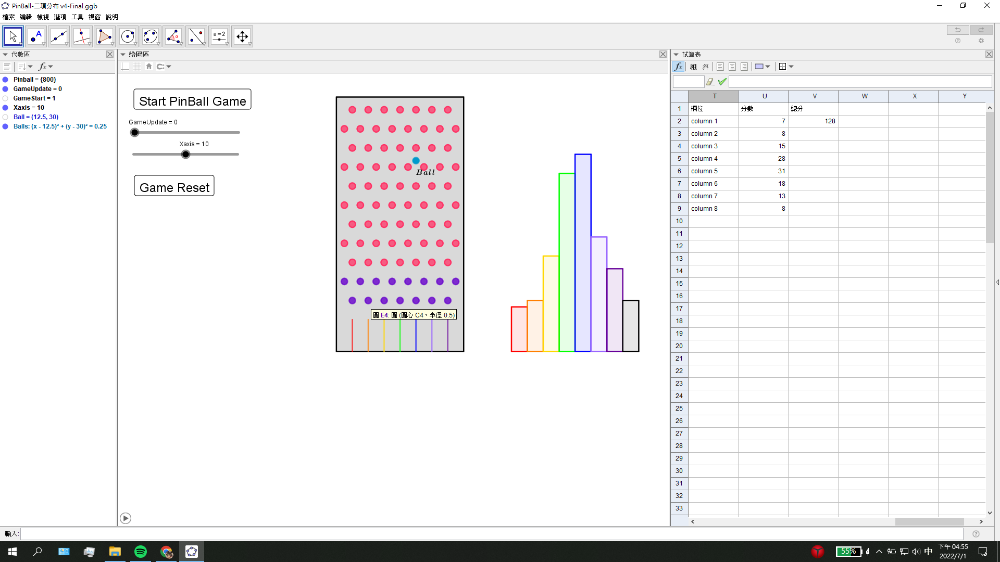 PinBall-二項分布 v4-Final.ggb
檔案 編輯 檢視 選項 工具 視窗 說明
A
α
a=2
代數區
fx
Pinball = {800}
GameUpdate = 0
GameStart = 1
Xaxis = 10
Ball = (12.5, 30)
Balls: (x - 12.5)² + (y - 30)² = 0.25
繪圖區
Start PinBall Game
GameUpdate = 0
Xaxis = 10
Game Reset
Ball
圓 E4: 圓 (圓心 C4、半徑 0.5)
試算表
fx 粗 斜
T U V W X Y
1 欄位 分數 總分
2 column 1 7 128
3 column 2 8
4 column 3 15
5 column 4 28
6 column 5 31
7 column 6 18
8 column 7 13
9 column 8 8
10
11
12
13
14
15
16
17
18
19
20
21
22
23
24
25
26
27
28
29
30
31
32
33
輸入:
55%
中
下午 04:55
2022/7/1